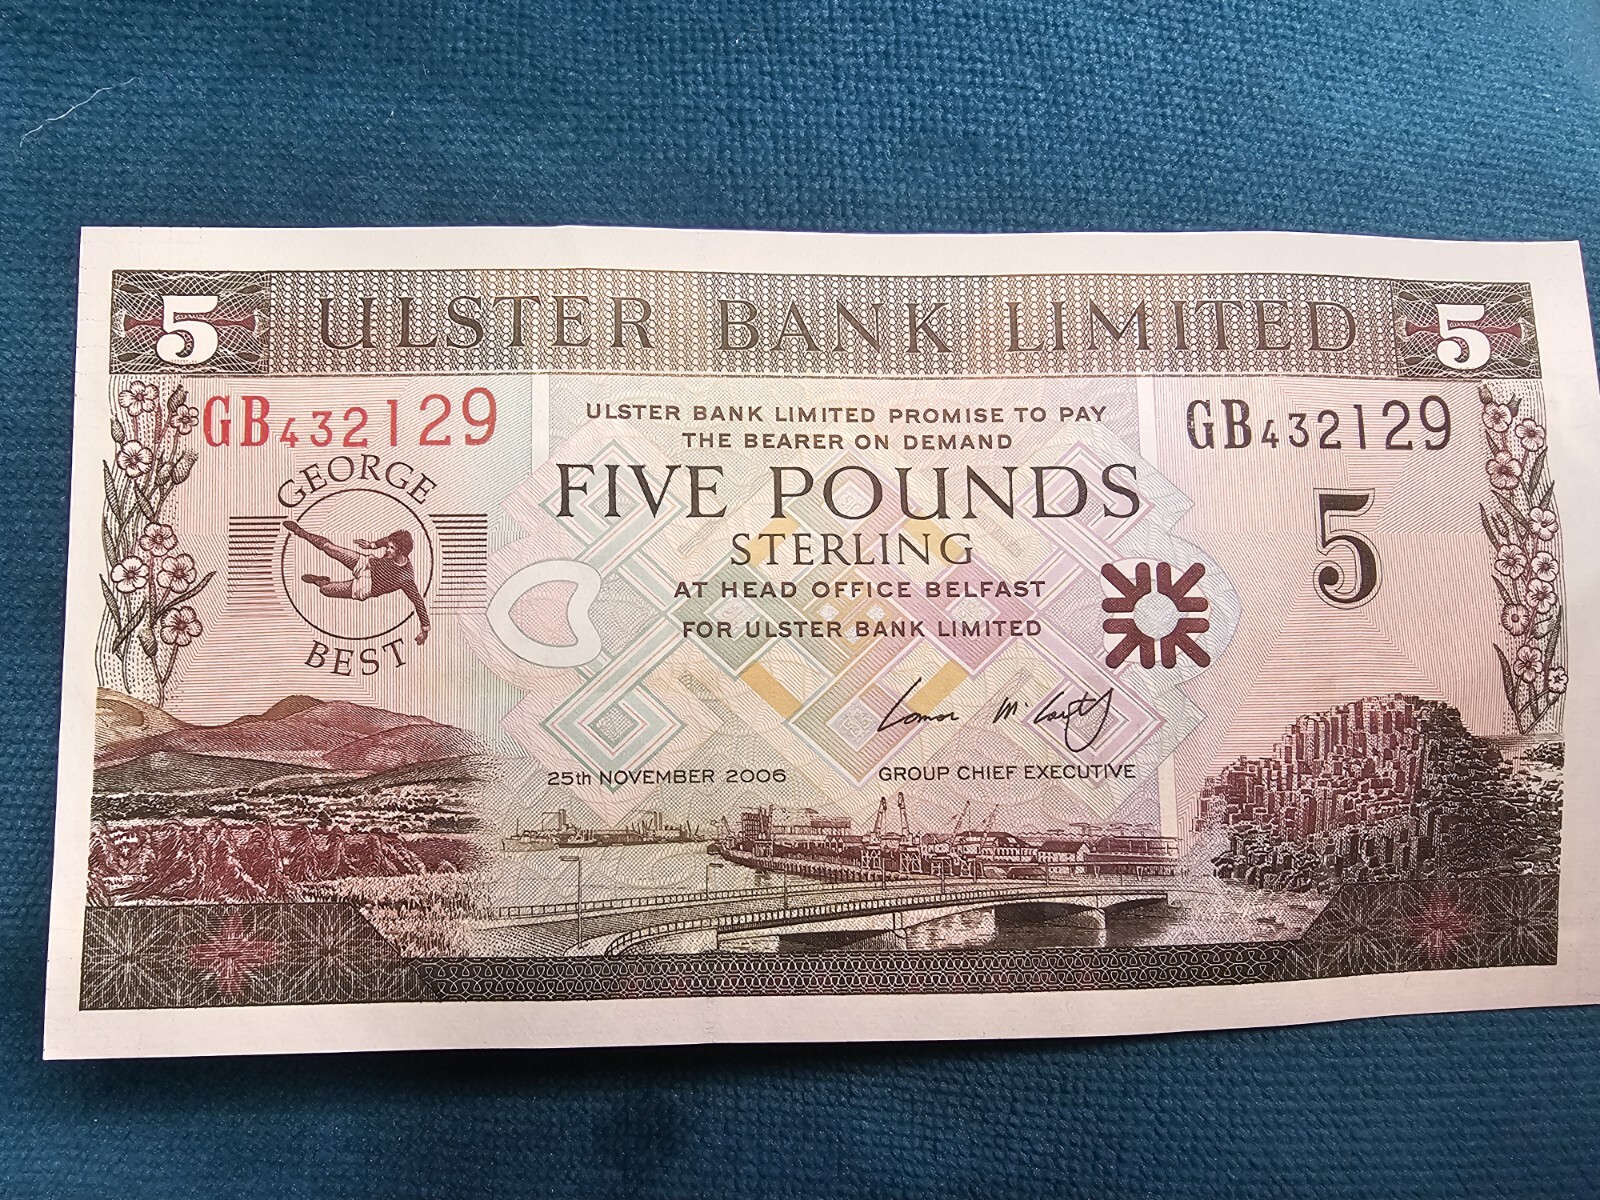 5 ULSTER BANK LIMITED 5
GB432129
GB432129
ULSTER BANK LIMITED PROMISE TO PAY
THE BEARER ON DEMAND
FIVE POUNDS
STERLING
AT HEAD OFFICE BELFAST
FOR ULSTER BANK LIMITED
GEORGE
BEST
5
25th NOVEMBER 2006
GROUP CHIEF EXECUTIVE